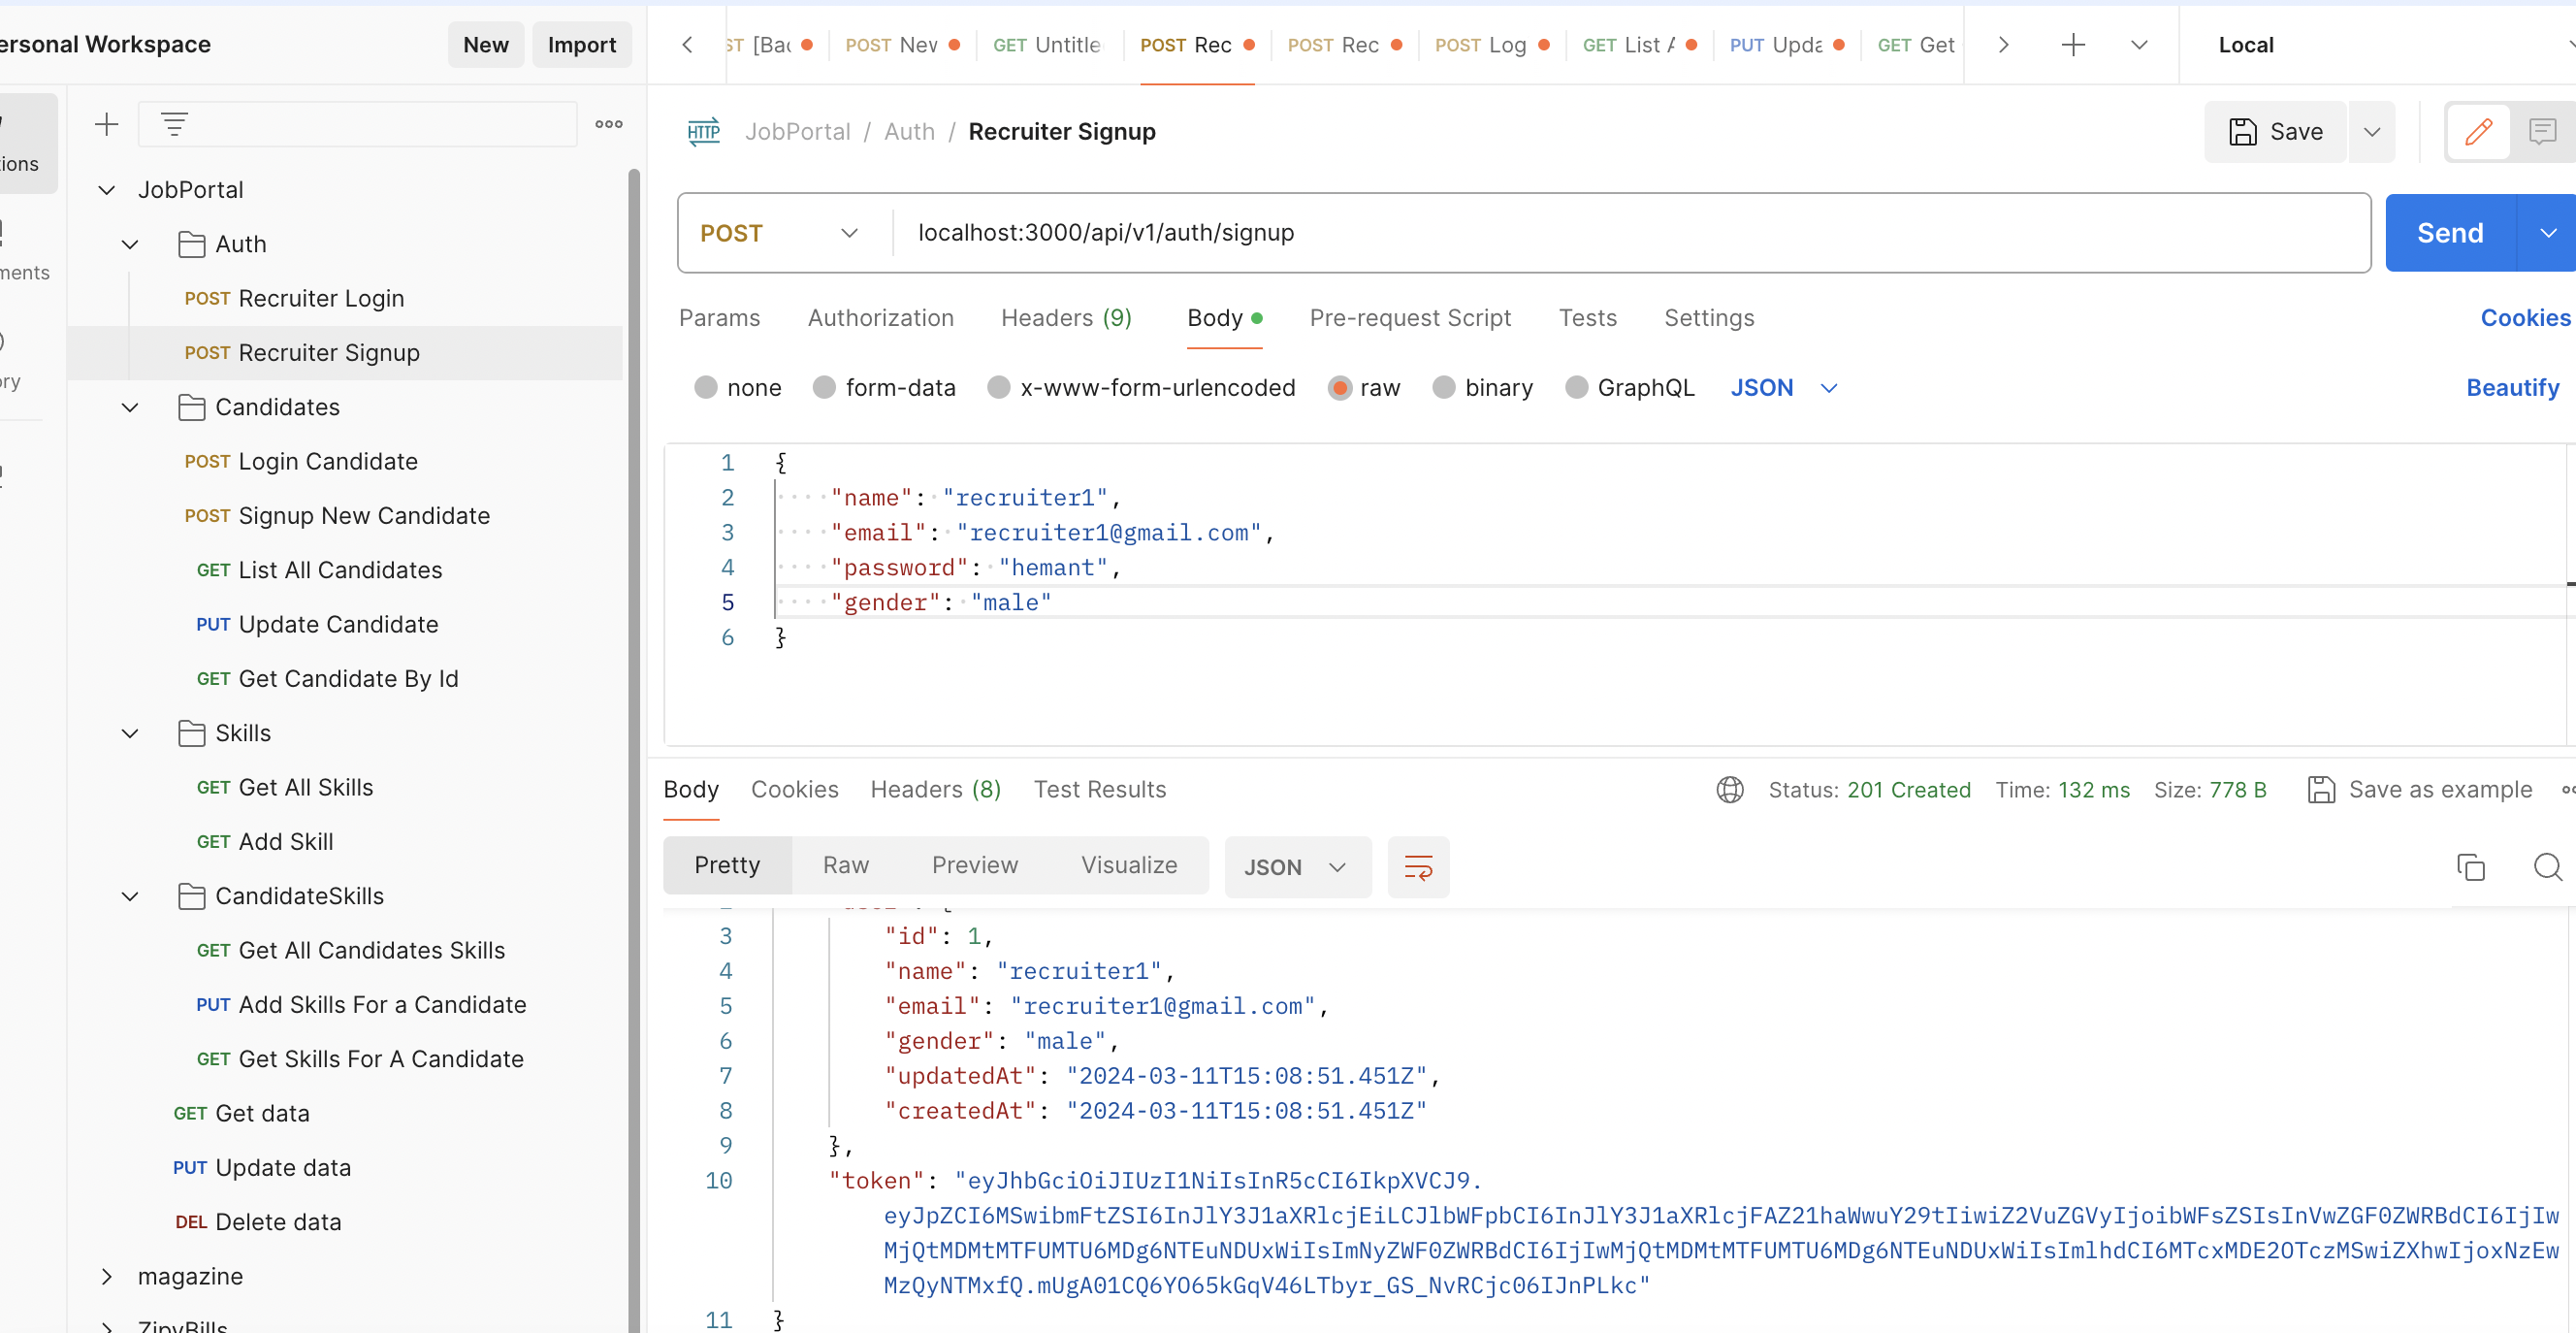 ersonal Workspace
New
Import
ST [Bac
POST New
GET Untitle
POST Rec
POST Rec
POST Log
GET List A
PUT Upda
GET Get
Local
ions
ments
ory
JobPortal
Auth
POST Recruiter Login
POST Recruiter Signup
Candidates
POST Login Candidate
POST Signup New Candidate
GET List All Candidates
PUT Update Candidate
GET Get Candidate By Id
Skills
GET Get All Skills
GET Add Skill
CandidateSkills
GET Get All Candidates Skills
PUT Add Skills For a Candidate
GET Get Skills For A Candidate
GET Get data
PUT Update data
DEL Delete data
magazine
ZipyBills
HTTP JobPortal / Auth / Recruiter Signup
Save
POST localhost:3000/api/v1/auth/signup
Send
Params Authorization Headers (9) Body Pre-request Script Tests Settings Cookies
none form-data x-www-form-urlencoded raw binary GraphQL JSON Beautify
1 {
2 "name": "recruiter1",
3 "email": "recruiter1@gmail.com",
4 "password": "hemant",
5 "gender": "male"
6 }
Body Cookies Headers (8) Test Results Status: 201 Created Time: 132 ms Size: 778 B Save as example
Pretty Raw Preview Visualize JSON
3 "id": 1,
4 "name": "recruiter1",
5 "email": "recruiter1@gmail.com",
6 "gender": "male",
7 "updatedAt": "2024-03-11T15:08:51.451Z",
8 "createdAt": "2024-03-11T15:08:51.451Z"
9 },
10 "token": "eyJhbGciOiJIUzI1NiIsInR5cCI6IkpXVCJ9.
eyJpZCI6MSwibmFtZSI6InJlY3J1aXRlcjEiLCJlbWFpbCI6InJlY3J1aXRlcjFAZ21haWwuY29tIiwiZ2VuZGVyIjoibWFsZSIsInVwZGF0ZWRBdCI6IjIw
MjQtMDMtMTFUMTU6MDg6NTEuNDUxWiIsImNyZWF0ZWRBdCI6IjIwMjQtMDMtMTFUMTU6MDg6NTEuNDUxWiIsImlhdCI6MTcxMDE2OTczMSwiZXhwIjoxNzEw
MzQyNTMxfQ.mUgA01CQ6YO65kGqV46LTbyr_GS_NvRCjc06IJnPLkc"
11 }